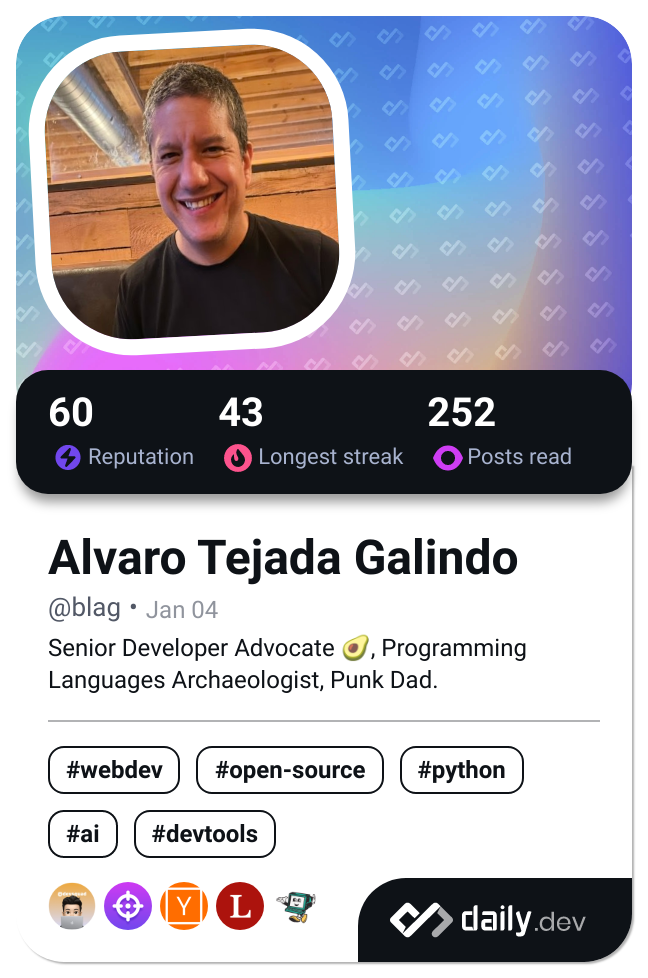 60 43 252
Reputation Longest streak Posts read
Alvaro Tejada Galindo
@blag • Jan 04
Senior Developer Advocate 🥑, Programming
Languages Archaeologist, Punk Dad.
#webdev #open-source #python
#ai #devtools
Y L
daily.dev